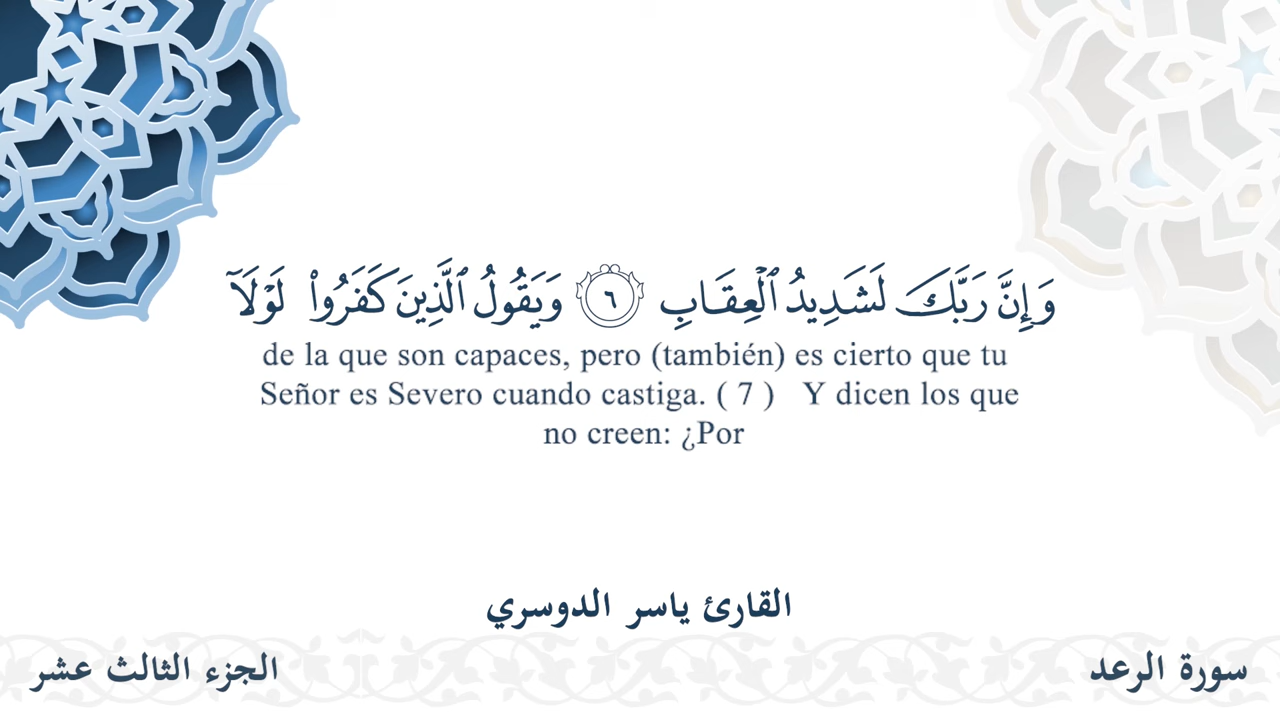 وَإِنَّ رَبَّكَ لَشَدِيدُ ٱلْعِقَابِ ٦ وَيَقُولُ ٱلَّذِينَ كَفَرُوا۟ لَوْلَآ
de la que son capaces, pero (también) es cierto que tu
Señor es Severo cuando castiga. ( 7 ) Y dicen los que
no creen: ¿Por
القارئ ياسر الدوسري
سورة الرعد
الجزء الثالث عشر